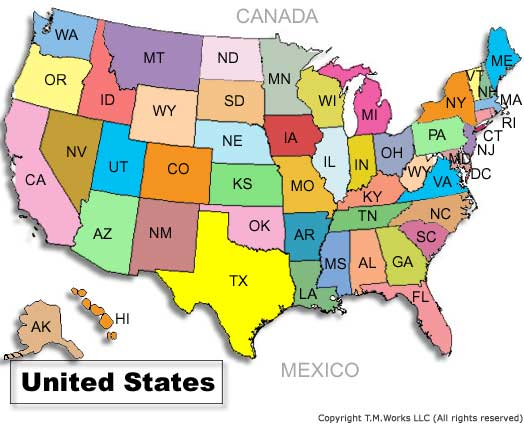 CANADA
WA
MT
ND
MN
ME
VT
NH
OR
ID
WY
SD
WI
MI
NY
MA
RI
CT
NV
UT
CO
NE
IA
IL
IN
OH
PA
NJ
MD
DC
CA
AZ
NM
KS
MO
KY
WY
VA
OK
AR
TN
NC
SC
TX
LA
MS
AL
GA
FL
AK
HI
MEXICO
United States
Copyright T.M.Works LLC (All rights reserved)